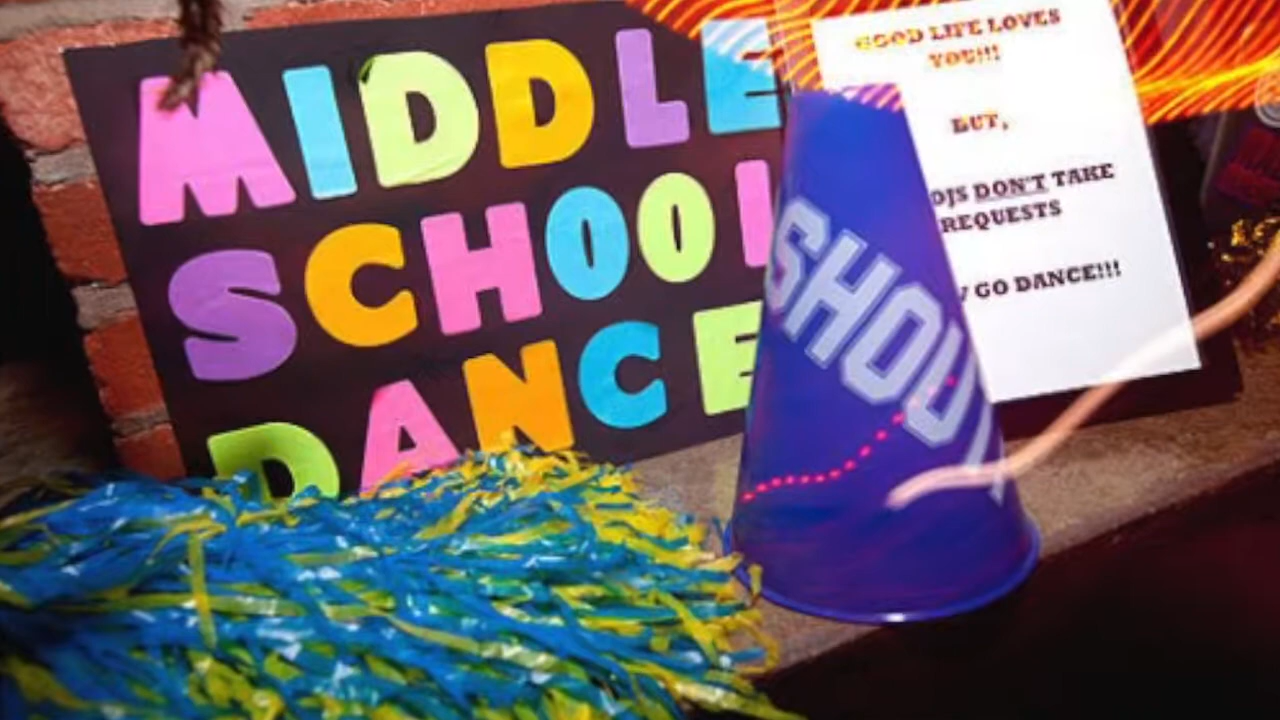 MIDDLE
SCHOOL
DANCE
SHOUT
GOOD LIFE LOVES
YOU!!!
BUT,
DJS DON'T TAKE
REQUESTS
GO DANCE!!!